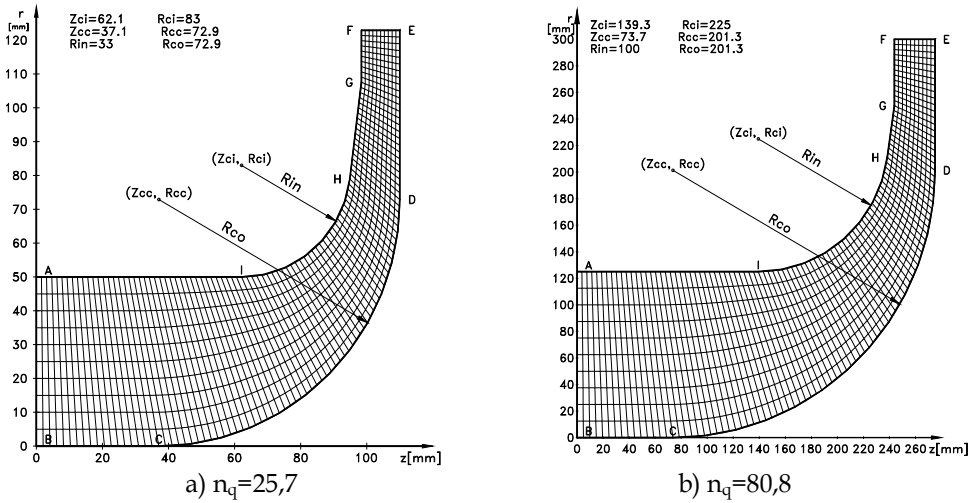 r
[mm]
Zci=62.1 Rci=83
Zcc=37.1 Rcc=72.9
Rin=33 Rco=72.9
120
110
100
90
80
70
60
50
40
30
20
10
0
0 20 40 60 80 100 z[mm]
F E
G
(Zci, Rci)
H
Rin
(Zcc, Rcc)
D
Rco
A I
B C
a) nq=25,7
r
[mm]
Zci=139.3 Rci=225
Zcc=73.7 Rcc=201.3
Rin=100 Rco=201.3
300
280
260
240
220
200
180
160
140
120
100
80
60
40
20
0
0 20 40 60 80 100 120 140 160 180 200 220 240 260 z[mm]
F E
G
(Zci, Rci)
H
Rin
(Zcc, Rcc)
D
Rco
A I
B C
b) nq=80,8